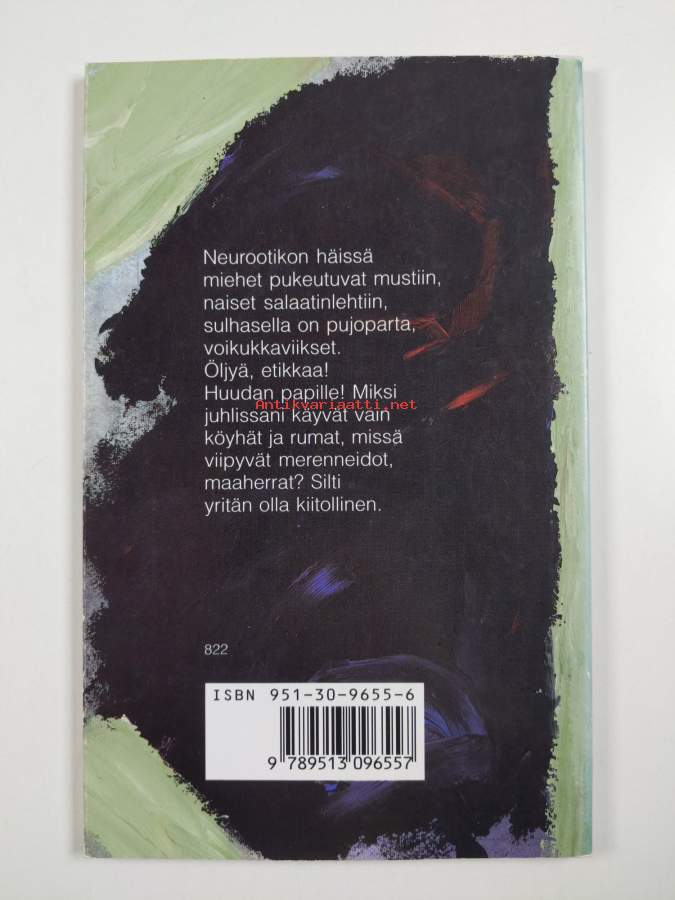 Neurootikon häissä
miehet pukeutuvat mustiin,
naiset salaatinlehtiin,
sulhasella on pujoparta,
voikukkaviikset.
Öljyä, etikkaa!
Huudan papille! Miksi
Antikvariaatti.net
juhlissani käyvät vain
köyhät ja rumat, missä
viipyvät merenneidot,
maaherrat? Silti
yritän olla kiitollinen.
822
ISBN 951-30-9655-6
9 789513 096557